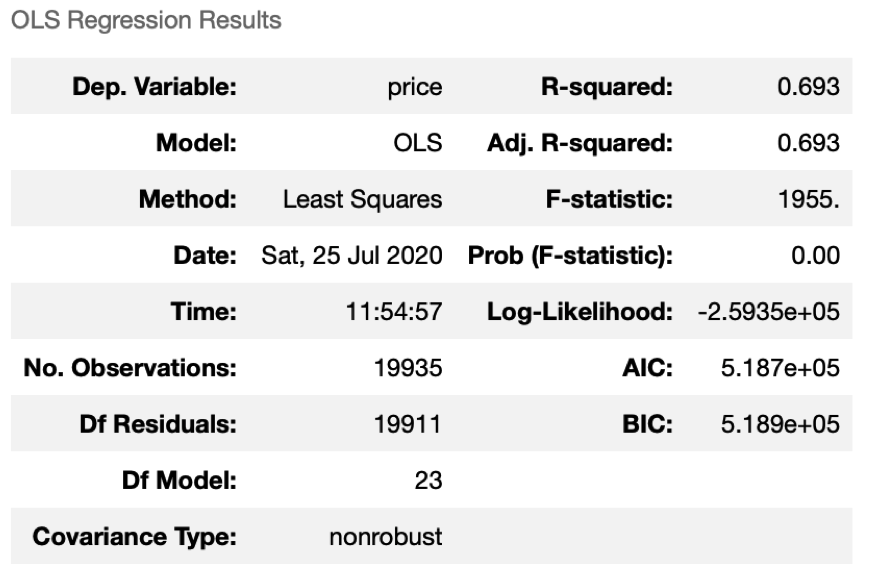 OLS Regression Results
Dep. Variable: price R-squared: 0.693
Model: OLS Adj. R-squared: 0.693
Method: Least Squares F-statistic: 1955.
Date: Sat, 25 Jul 2020 Prob (F-statistic): 0.00
Time: 11:54:57 Log-Likelihood: -2.5935e+05
No. Observations: 19935 AIC: 5.187e+05
Df Residuals: 19911 BIC: 5.189e+05
Df Model: 23
Covariance Type: nonrobust